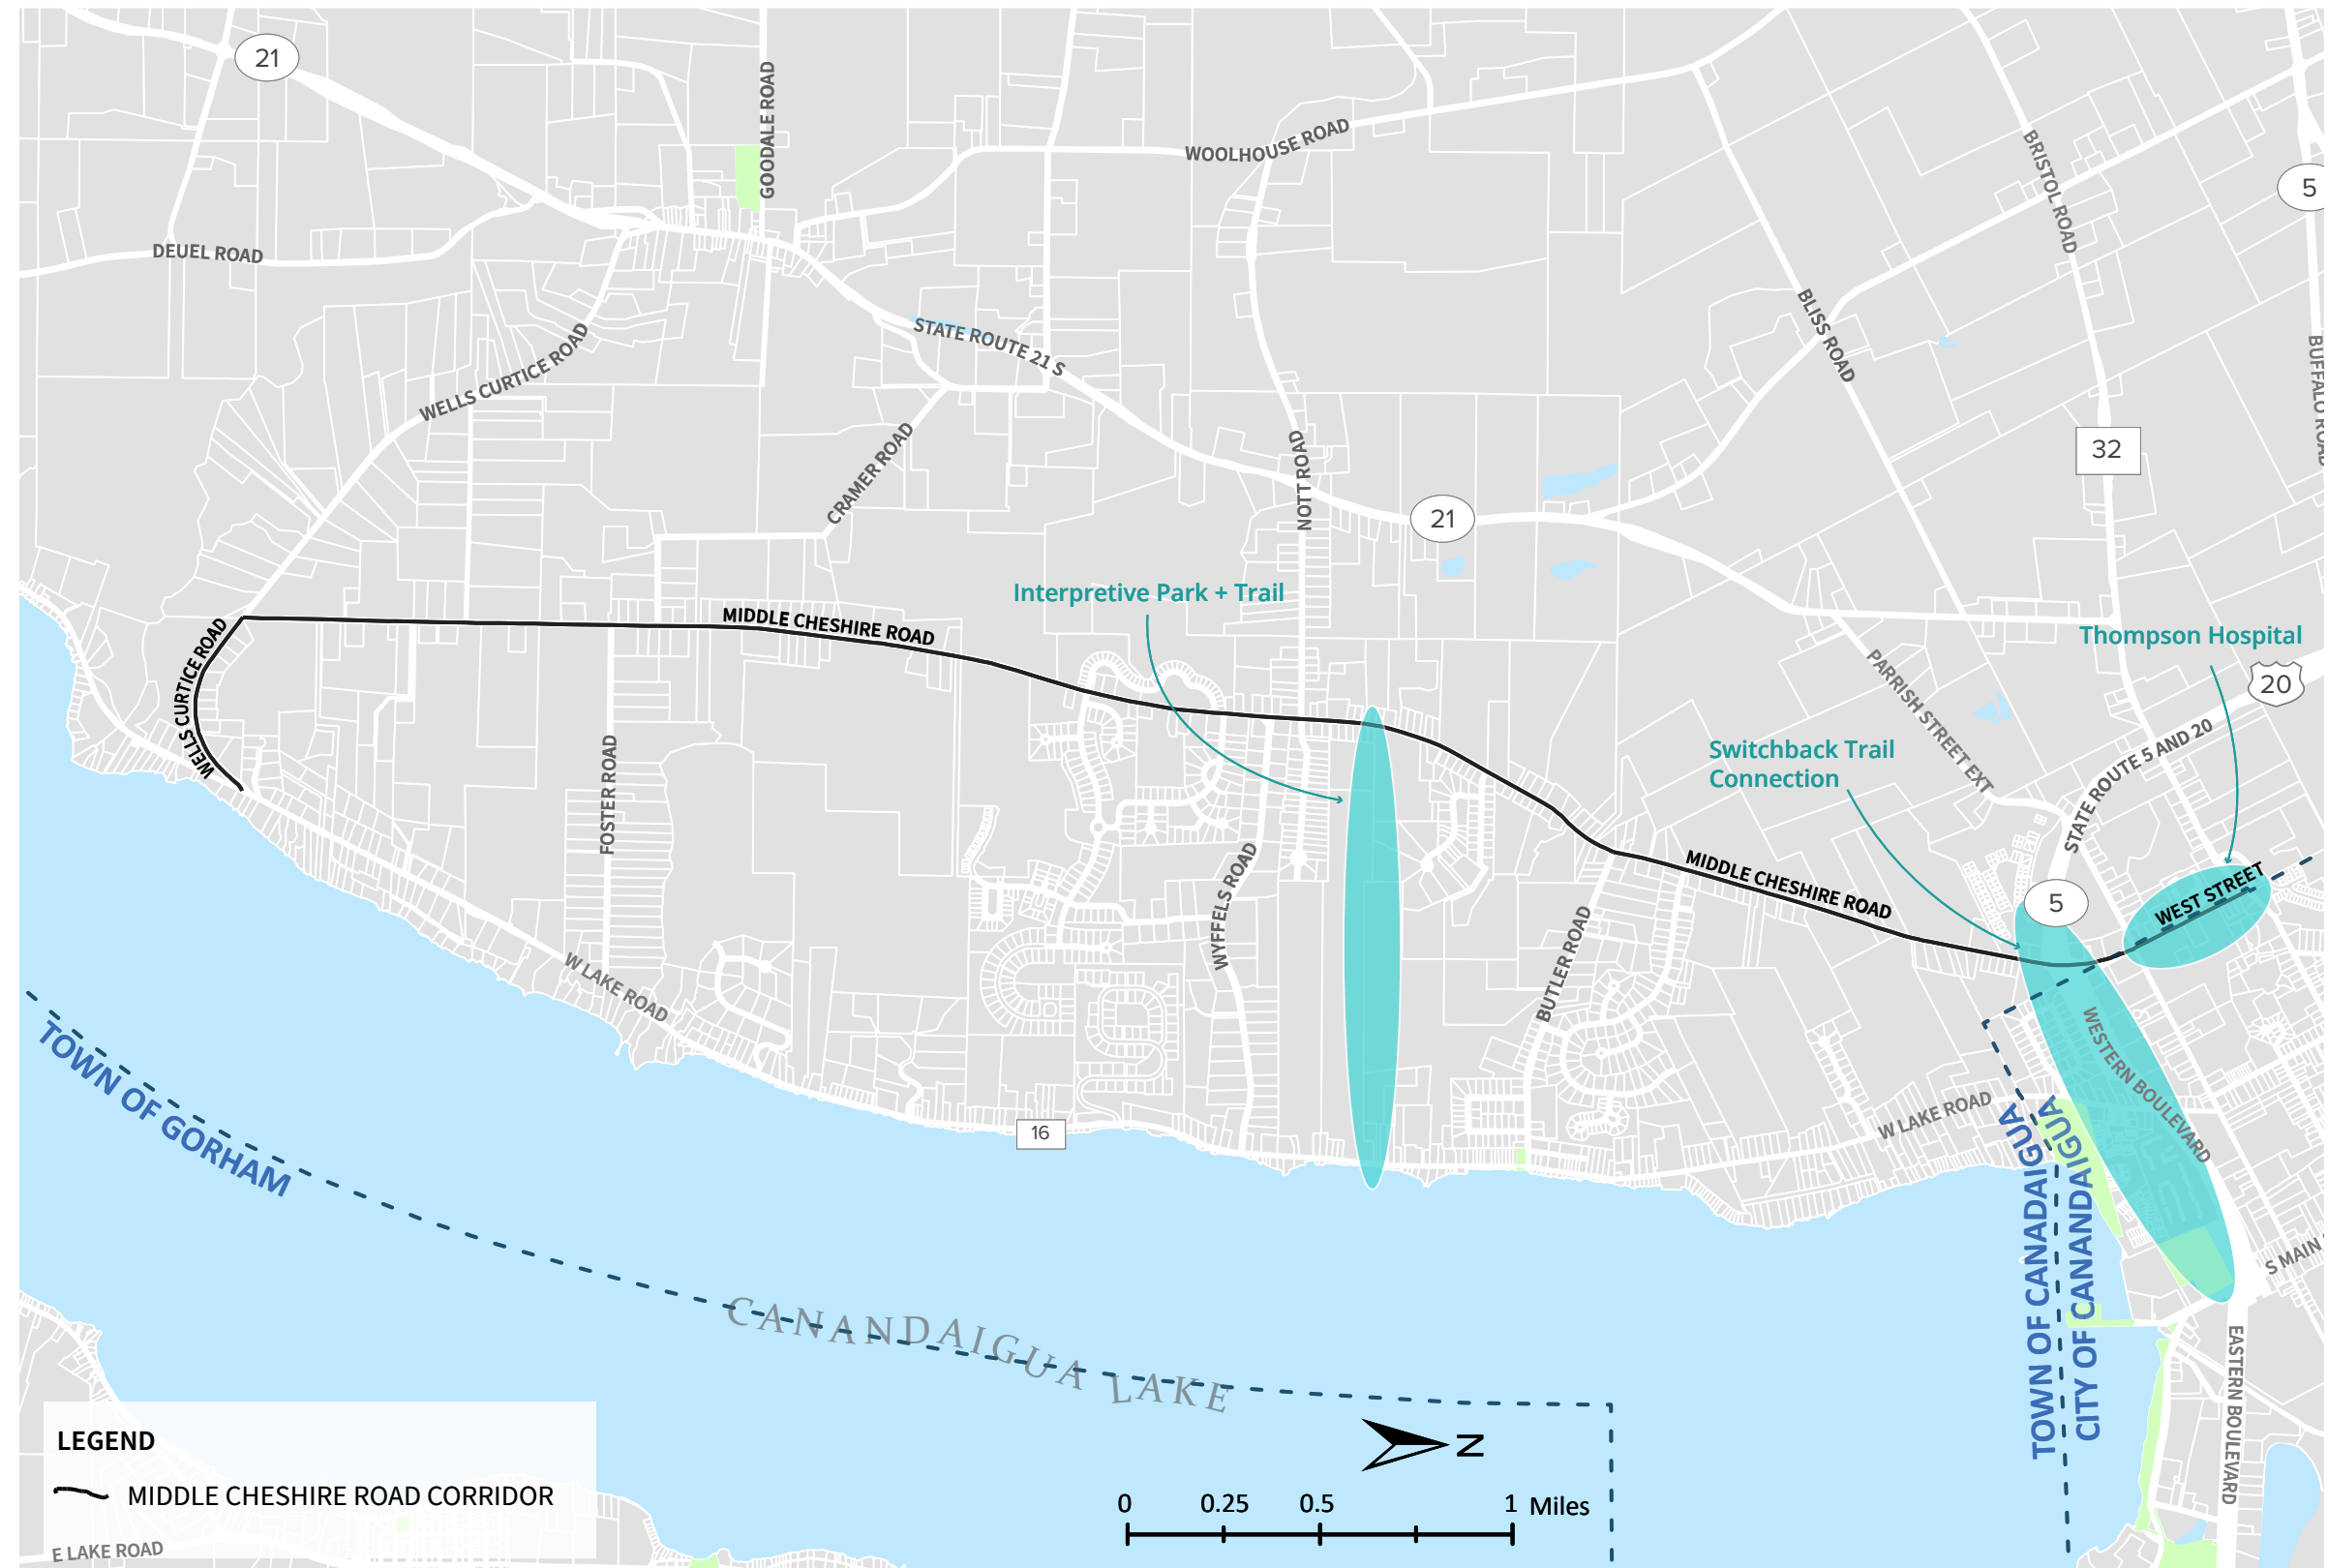 21
GOODALE ROAD
WOOLHOUSE ROAD
BRISTOL ROAD
5
DEUEL ROAD
STATE ROUTE 21 S
BLISS ROAD
BUFFALO ROAD
WELLS CURTICE ROAD
CRAMER ROAD
NOTT ROAD
32
21
Interpretive Park + Trail
MIDDLE CHESHIRE ROAD
Thompson Hospital
20
WELLS CURTICE ROAD
PARRISH STREET EXT
STATE ROUTE 5 AND 20
Switchback Trail
Connection
FOSTER ROAD
WYFFELS ROAD
MIDDLE CHESHIRE ROAD
WEST STREET
5
BUTLER ROAD
W LAKE ROAD
WESTERN BOULEVARD
W LAKE ROAD
16
TOWN OF GORHAM
TOWN OF CANADAIGUA
CITY OF CANANDAIGUA
S MAIN
CANANDAIGUA LAKE
EASTERN BOULEVARD
LEGEND
MIDDLE CHESHIRE ROAD CORRIDOR
E LAKE ROAD
N
0 0.25 0.5 1 Miles